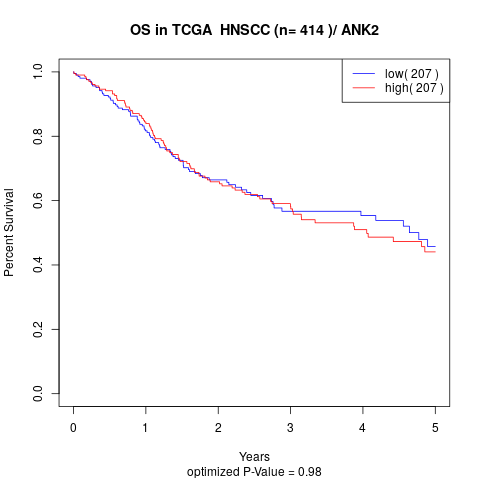 OS in TCGA  HNSCC (n= 414 )/ ANK2
low( 207 )
high( 207 )
Percent Survival
1.0
0.8
0.6
0.4
0.2
0.0
0 1 2 3 4 5
Years
optimized P-Value = 0.98